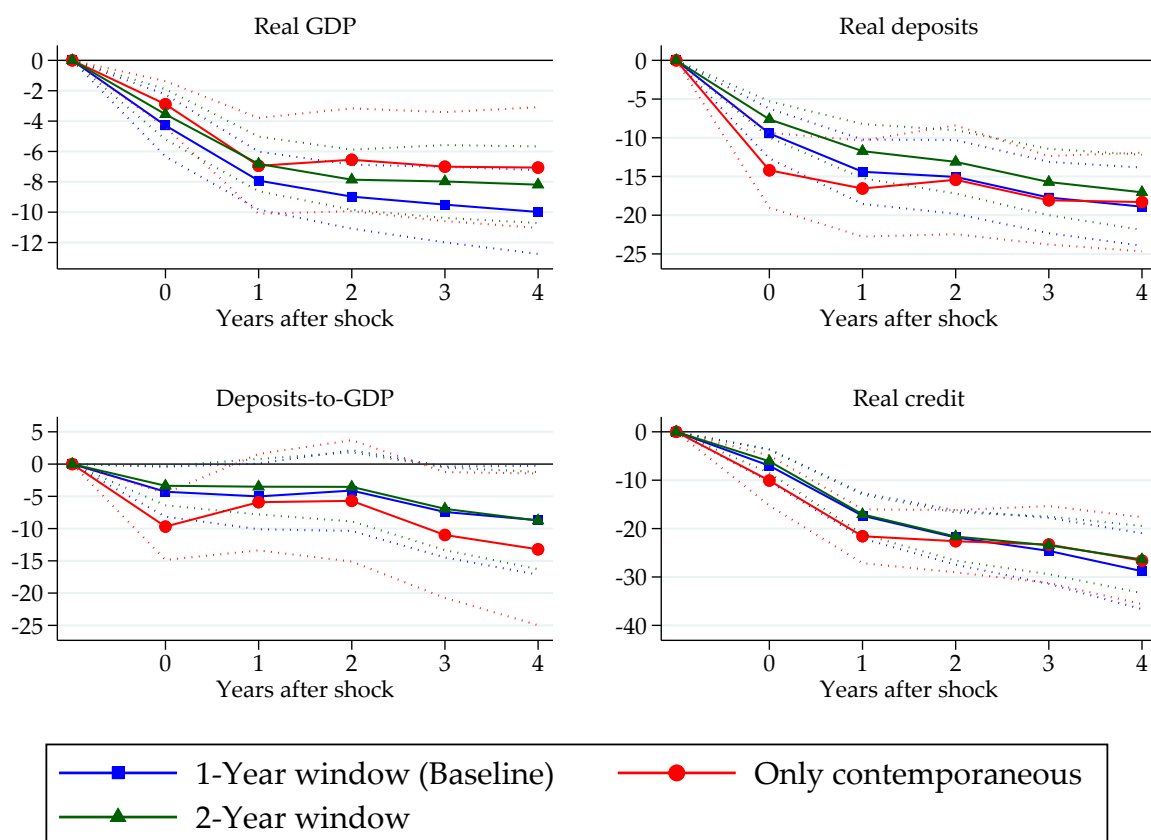 Real GDP
0
-2
-4
-6
-8
-10
-12
0 1 2 3 4
Years after shock
Real deposits
0
-5
-10
-15
-20
-25
0 1 2 3 4
Years after shock
Deposits-to-GDP
5
0
-5
-10
-15
-20
-25
0 1 2 3 4
Years after shock
Real credit
0
-10
-20
-30
-40
0 1 2 3 4
Years after shock
1-Year window (Baseline)
Only contemporaneous
2-Year window